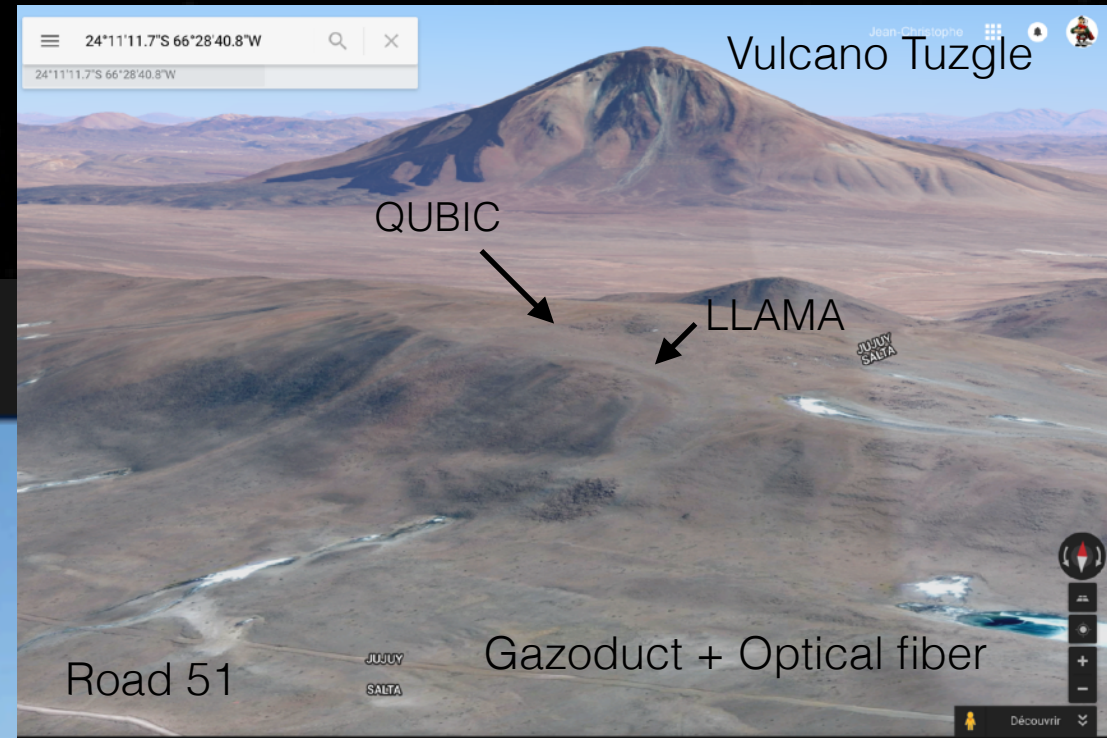 24°11'11.7"S 66°28'40.8"W
24°11'11.7"S 66°28'40.8"W
Jean-Christophe
Vulcano Tuzgle
QUBIC
LLAMA
JUJUY
SALTA
Gazoduct + Optical fiber
Road 51
JUJUY
SALTA
Découvrir